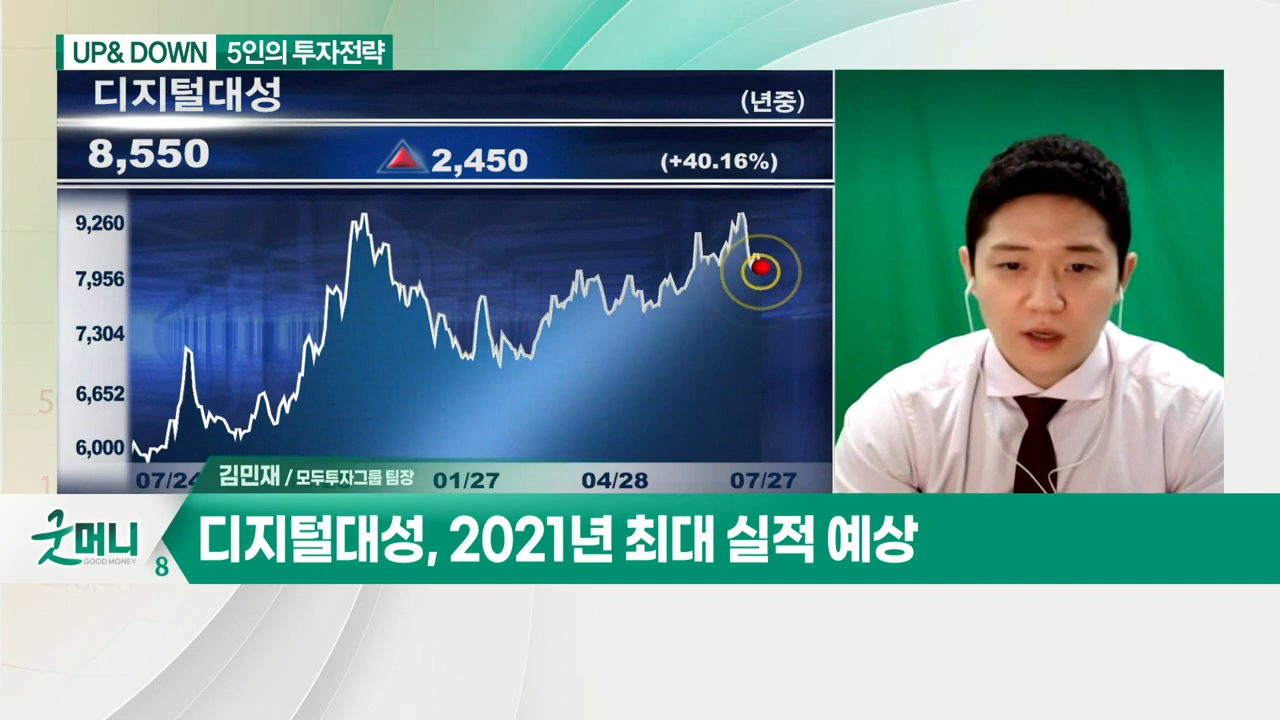 UP& DOWN 5인의 투자전략
디지털대성 (년중)
8,550 ▲ 2,450 (+40.16%)
9,260
7,956
7,304
6,652
6,000
07/24 01/27 04/28 07/27
김민재 / 모두투자그룹 팀장
굿머니
GOOD MONEY
8
디지털대성, 2021년 최대 실적 예상